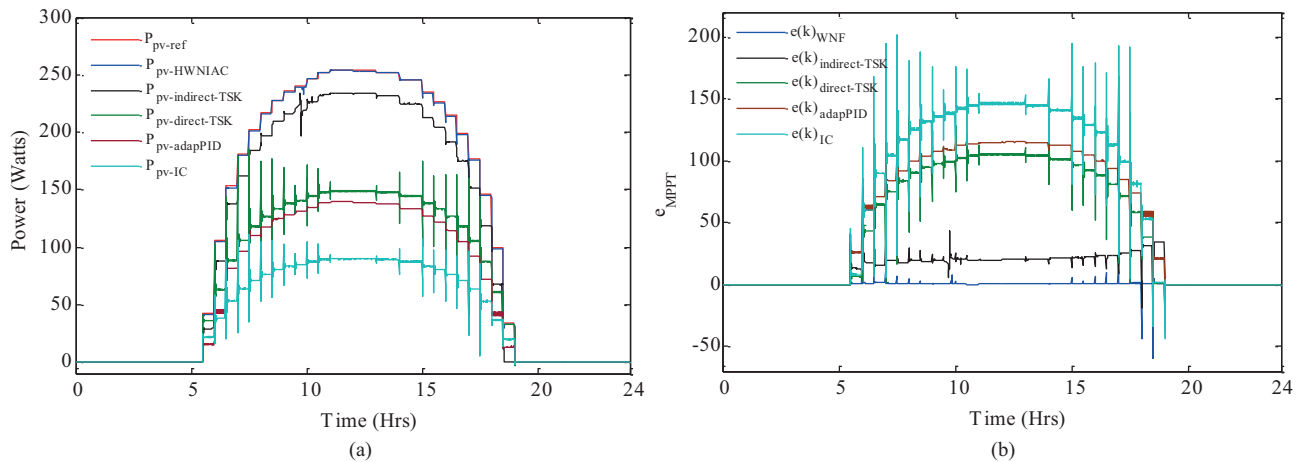 300
250
200
150
100
50
0
Power (Watts)
P_pv-ref
P_pv-HWNIAC
P_pv-indirect-TSK
P_pv-direct-TSK
P_pv-adapPID
P_pv-IC
0 5 10 15 20 24
Time (Hrs)
(a)
200
150
100
50
0
-50
e_MPPT
e(k)_WNF
e(k)_indirect-TSK
e(k)_direct-TSK
e(k)_adapPID
e(k)_IC
0 5 10 15 20 24
Time (Hrs)
(b)